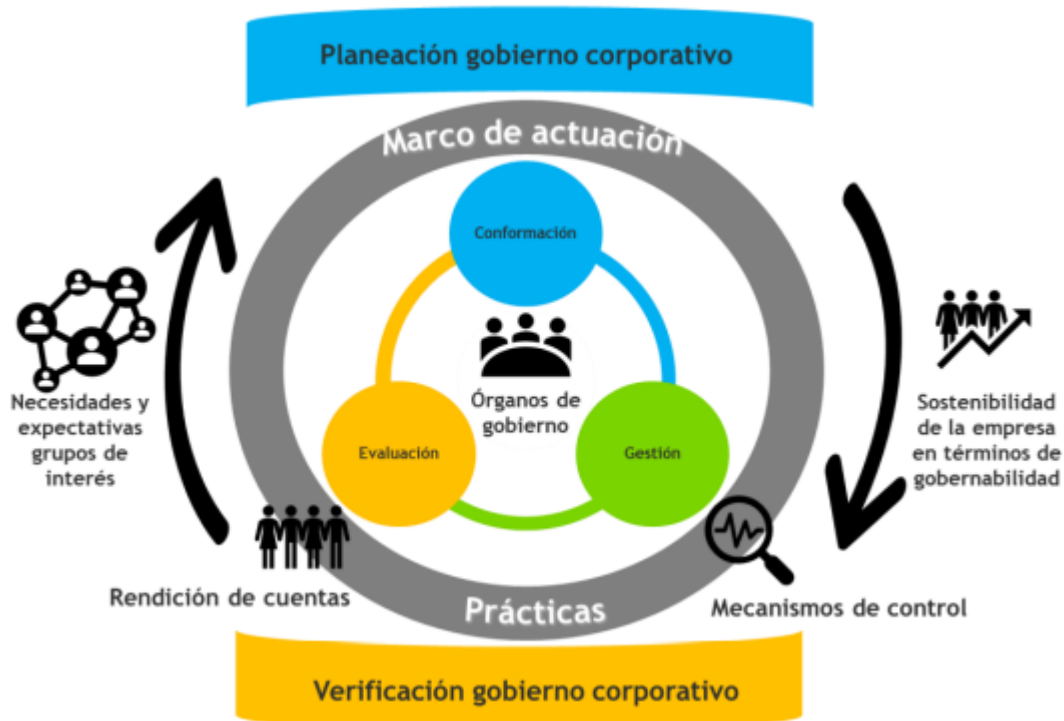 Planeación gobierno corporativo
Marco de actuación
Conformación
Órganos de
gobierno
Evaluación
Gestión
Necesidades y
expectativas
grupos de
interés
Sostenibilidad
de la empresa
en términos de
gobernabilidad
Rendición de cuentas
Prácticas
Mecanismos de control
Verificación gobierno corporativo